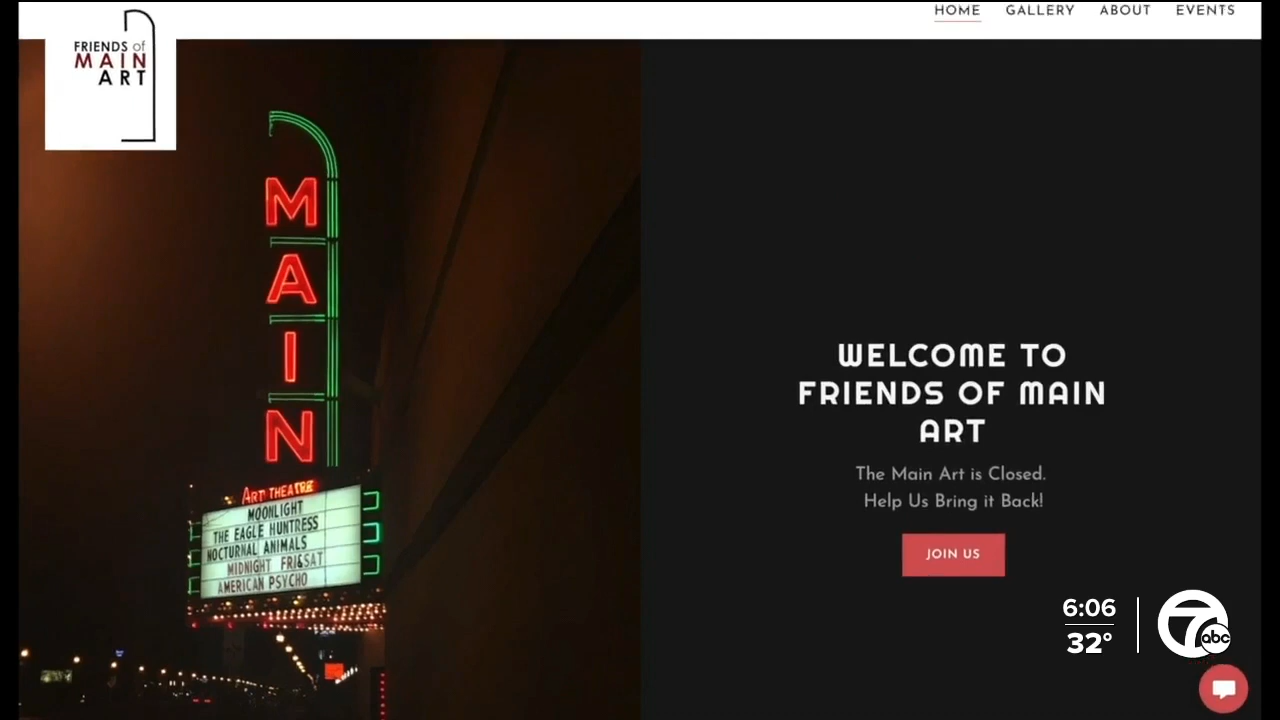 HOME GALLERY ABOUT EVENTS
FRIENDS of
MAIN
ART
MAIN
ART THEATRE
MOONLIGHT
THE EAGLE HUNTRESS
NOCTURNAL ANIMALS
MIDNIGHT FRI&SAT
AMERICAN PSYCHO
WELCOME TO
FRIENDS OF MAIN
ART
The Main Art is Closed.
Help Us Bring it Back!
JOIN US
6:06
32°
7 abc